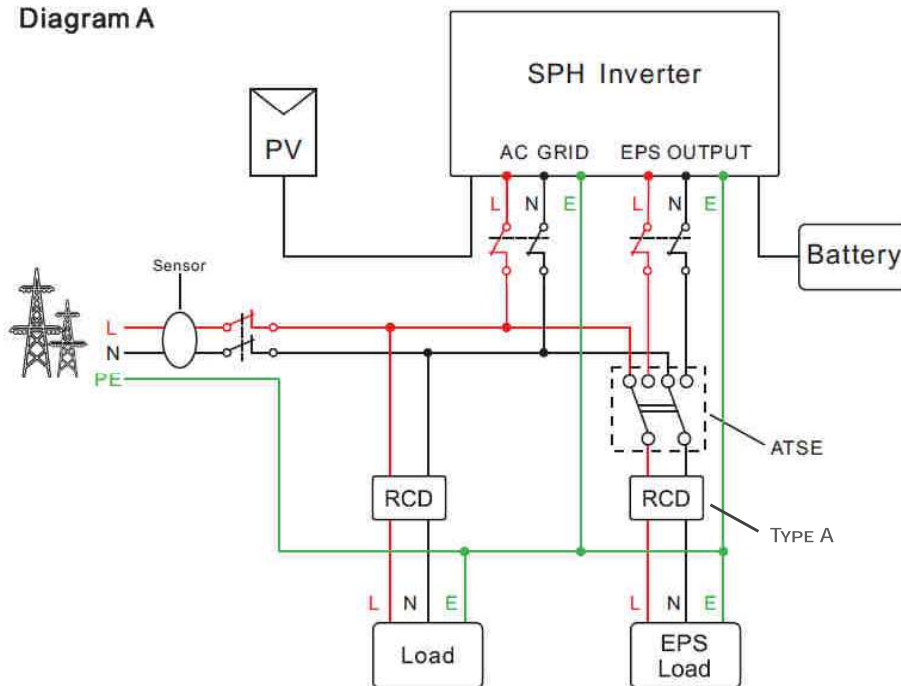 Diagram A
SPH Inverter
PV
AC GRID EPS OUTPUT
L N E L N E
Battery
Sensor
L
N
PE
ATSE
RCD RCD
TYPE A
L N E L N E
Load
EPS
Load